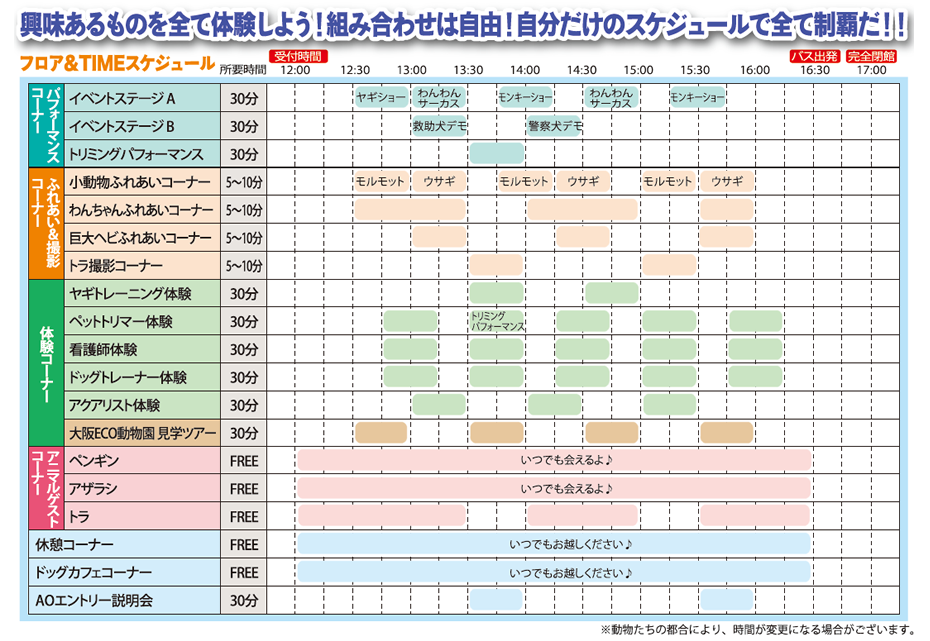 興味あるものを全て体験しよう!組み合わせは自由!自分だけのスケジュールで全て制覇だ!!
フロア&TIMEスケジュール
所要時間
受付時間
バス出発
完全閉館
12:00 12:30 13:00 13:30 14:00 14:30 15:00 15:30 16:00 16:30 17:00
パフォーマンスコーナー
イベントステージA 30分 ヤギショー わんわんサーカス モンキーショー わんわんサーカス モンキーショー
イベントステージB 30分 救助犬デモ 警察犬デモ
トリミングパフォーマンス 30分
ふれあい&撮影コーナー
小動物ふれあいコーナー 5〜10分 モルモット ウサギ モルモット ウサギ モルモット ウサギ
わんちゃんふれあいコーナー 5〜10分
巨大ヘビふれあいコーナー 5〜10分
トラ撮影コーナー 5〜10分
体験コーナー
ヤギトレーニング体験 30分
ペットトリマー体験 30分 トリミングパフォーマンス
看護師体験 30分
ドッグトレーナー体験 30分
アクアリスト体験 30分
大阪ECO動物園 見学ツアー 30分
アニマルゲストコーナー
ペンギン FREE いつでも会えるよ♪
アザラシ FREE いつでも会えるよ♪
トラ FREE
休憩コーナー FREE いつでもお越しください♪
ドッグカフェコーナー FREE いつでもお越しください♪
AOエントリー説明会 30分
※動物たちの都合により、時間が変更になる場合がございます。